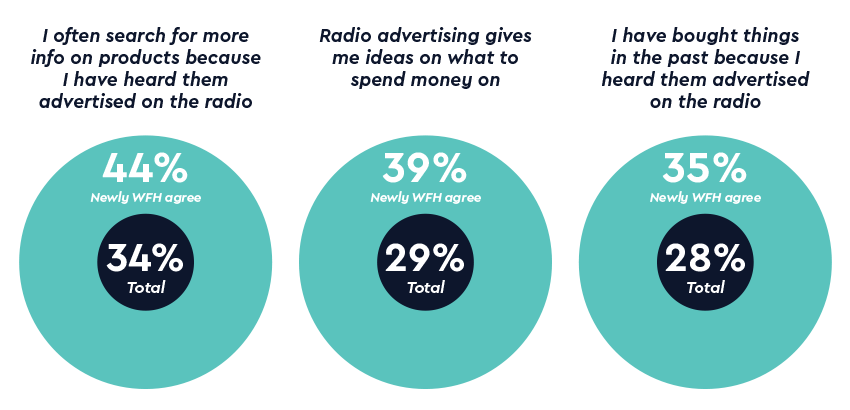 I often search for more
info on products because
I have heard them
advertised on the radio
44%
Newly WFH agree
34%
Total
Radio advertising gives
me ideas on what to
spend money on
39%
Newly WFH agree
29%
Total
I have bought things
in the past because I
heard them advertised
on the radio
35%
Newly WFH agree
28%
Total